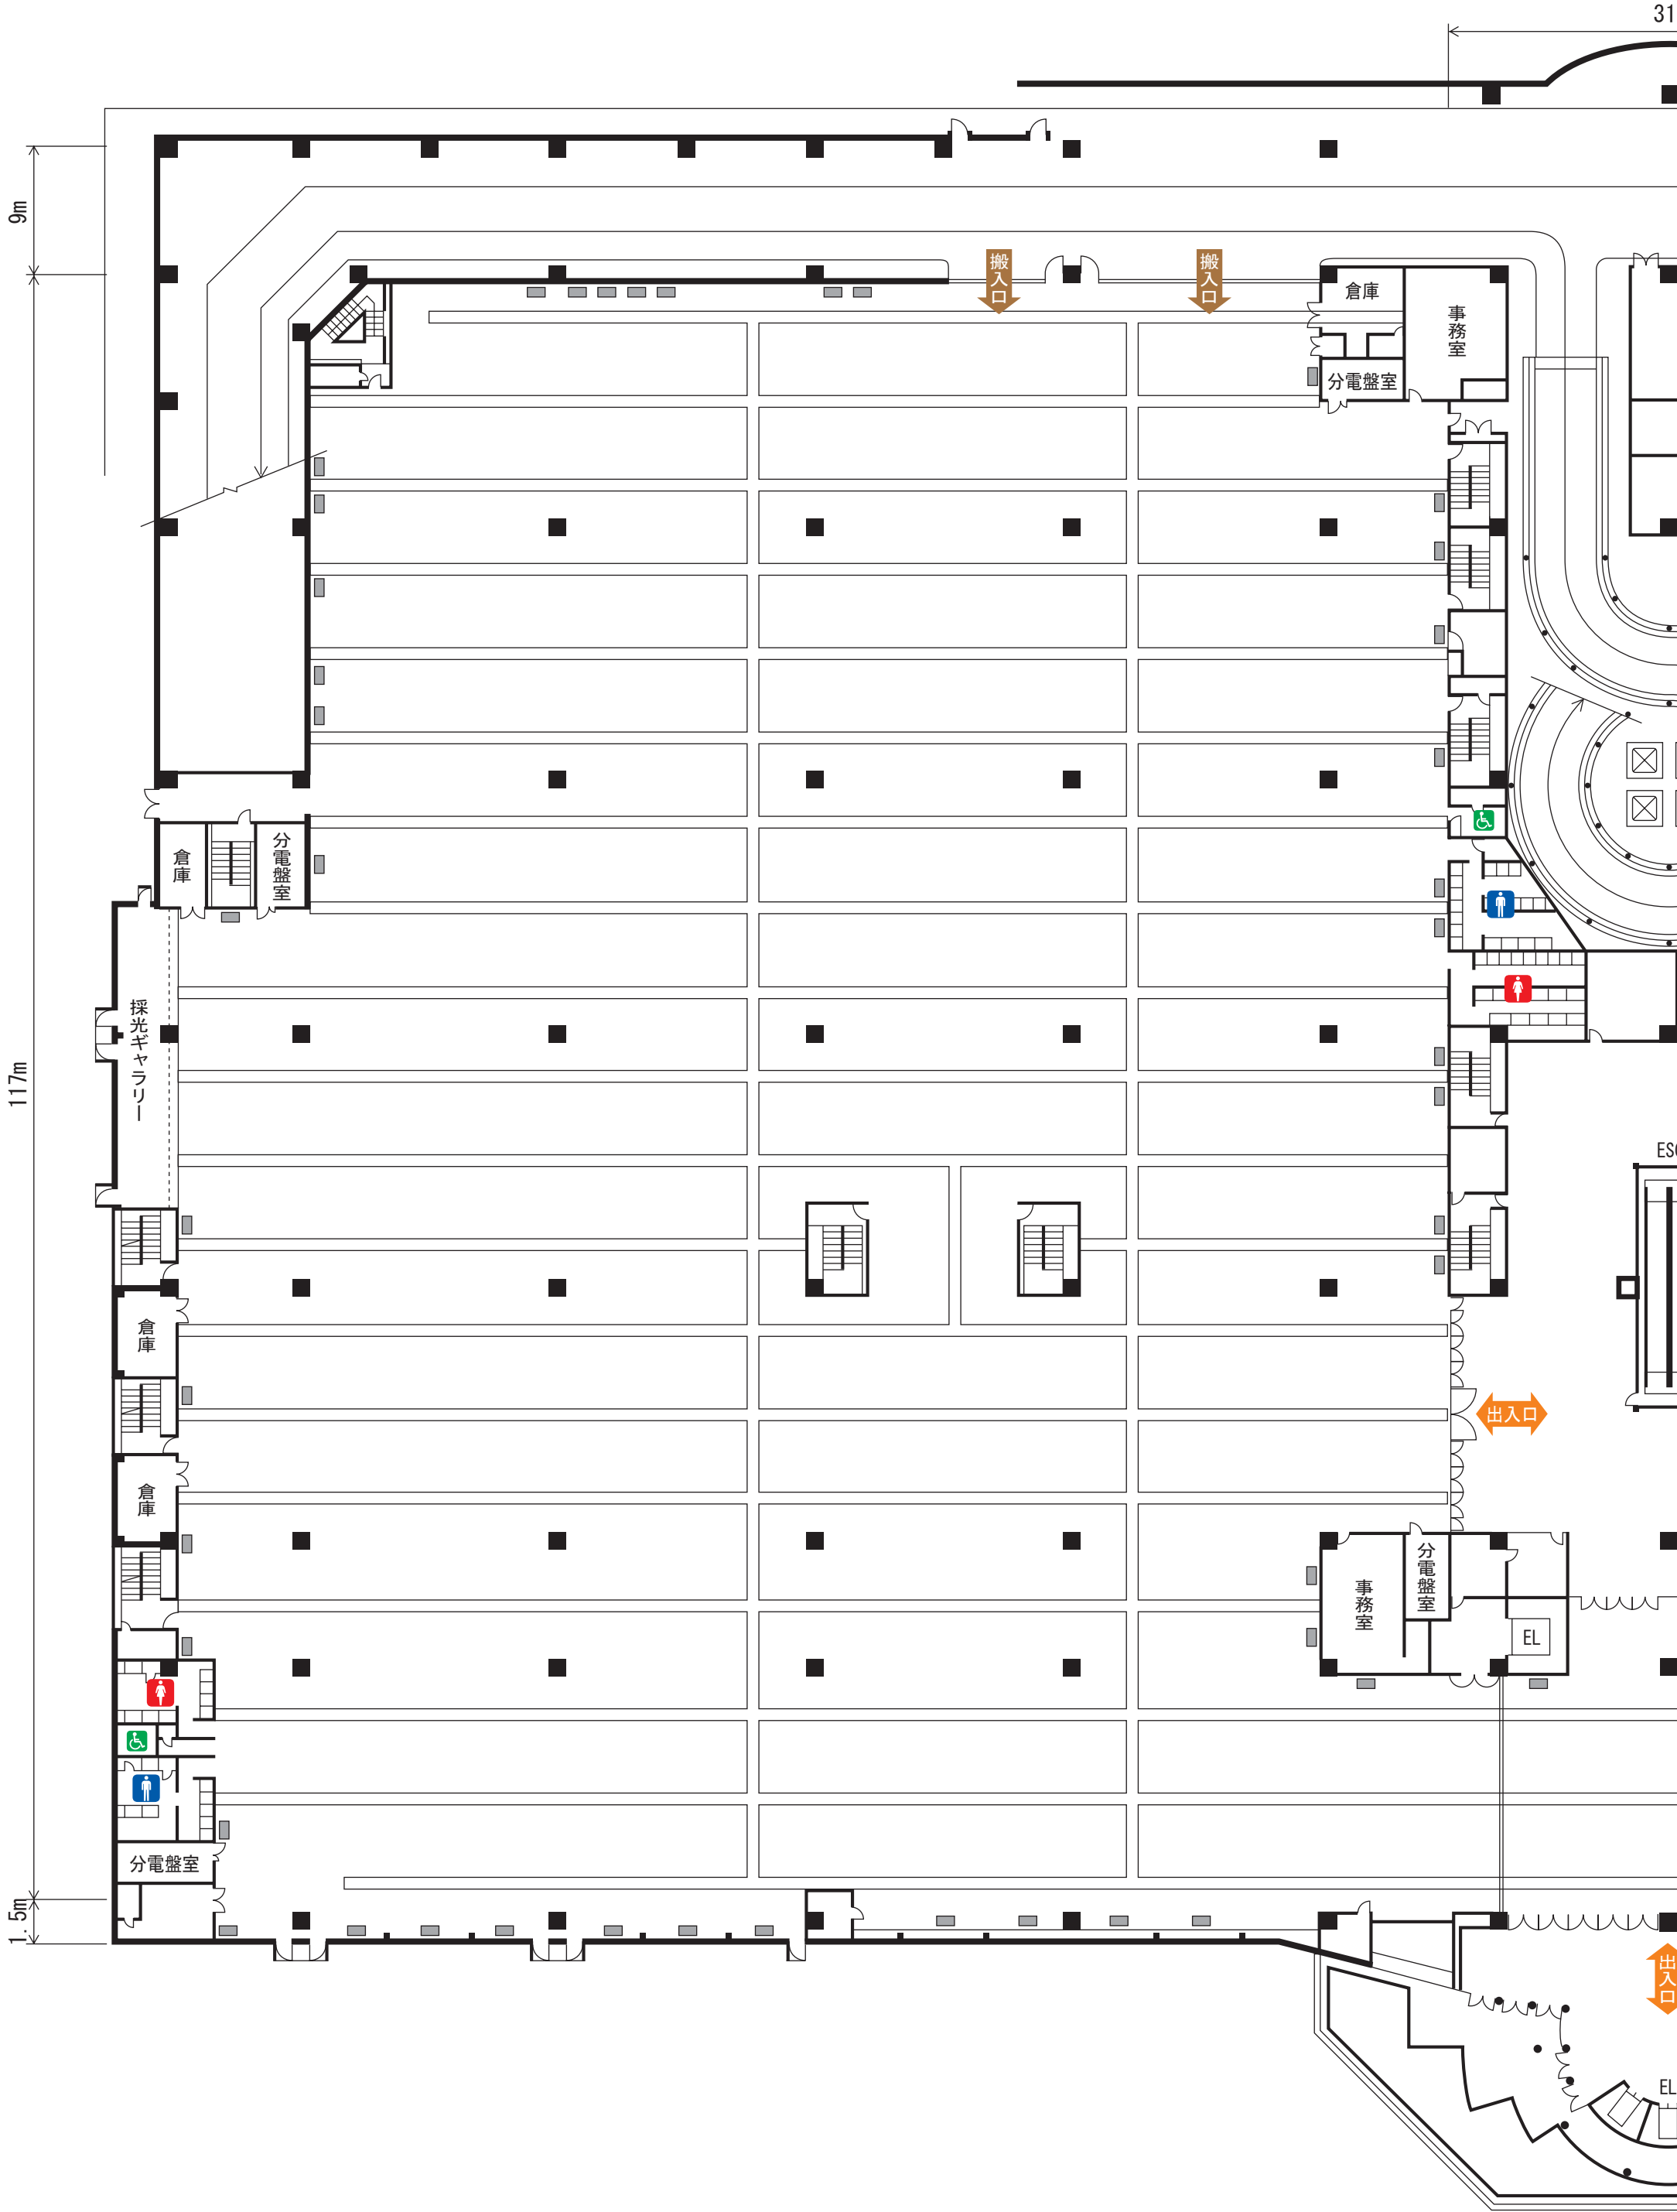 31
9m
搬入口
搬入口
倉庫
事務室
分電盤室
倉庫
分電盤室
採光ギャラリー
117m
倉庫
出入口
倉庫
分電盤室
事務室
EL
分電盤室
1.5m
出入口
EL